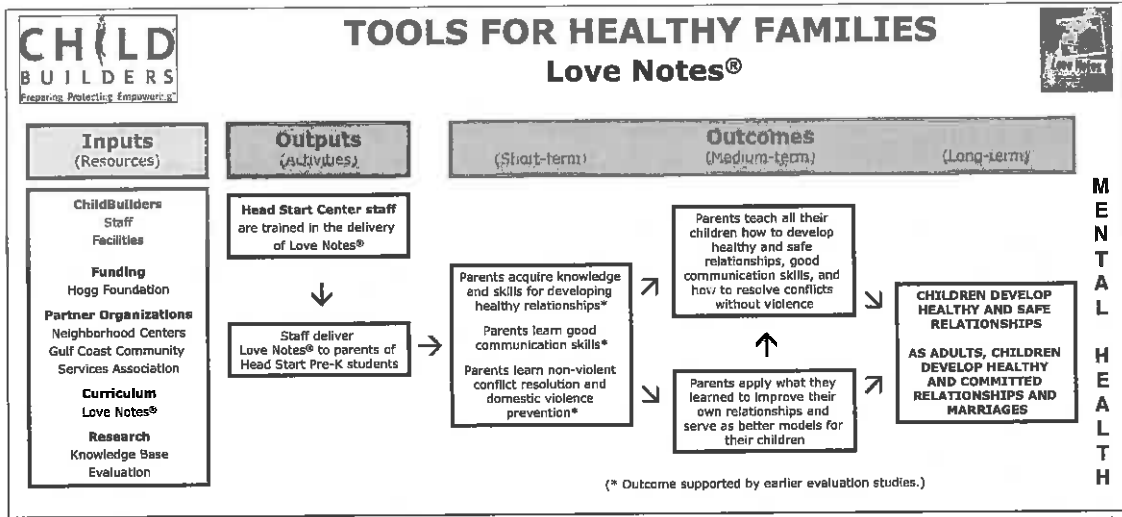 CHILD
BUILDERS
Preparing Protecting Empowering™
TOOLS FOR HEALTHY FAMILIES
Love Notes®
Love Notes
Inputs
(Resources)
Outputs
(Activities)
Outcomes
(Short-term)
(Medium-term)
(Long-term)
ChildBuilders
Staff
Facilities
Funding
Hogg Foundation
Partner Organizations
Neighborhood Centers
Gulf Coast Community
Services Association
Curriculum
Love Notes®
Research
Knowledge Base
Evaluation
Head Start Center staff
are trained in the delivery
of Love Notes®
Staff deliver
Love Notes® to parents of
Head Start Pre-K students
Parents acquire knowledge
and skills for developing
healthy relationships*
Parents learn good
communication skills*
Parents learn non-violent
conflict resolution and
domestic violence
prevention*
Parents teach all their
children how to develop
healthy and safe
relationships, good
communication skills, and
how to resolve conflicts
without violence
Parents apply what they
learned to improve their
own relationships and
serve as better models for
their children
CHILDREN DEVELOP
HEALTHY AND SAFE
RELATIONSHIPS
AS ADULTS, CHILDREN
DEVELOP HEALTHY
AND COMMITTED
RELATIONSHIPS AND
MARRIAGES
MENTAL HEALTH
(* Outcome supported by earlier evaluation studies.)